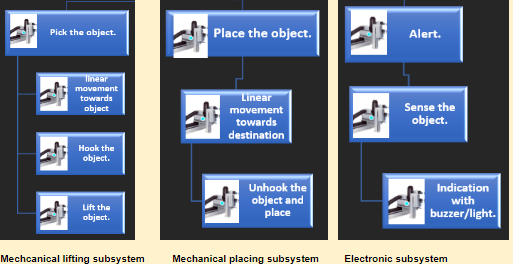 Pick the object.
linear
movement
towards
object
Hook the
object.
Lift the
object.
Place the object.
Linear
movement
towards
destination
Unhook the
object and
place
Alert.
Sense the
object.
Indication
with
buzzer/light.
Mechcanical lifting subsystem
Mechanical placing subsystem
Electronic subsystem